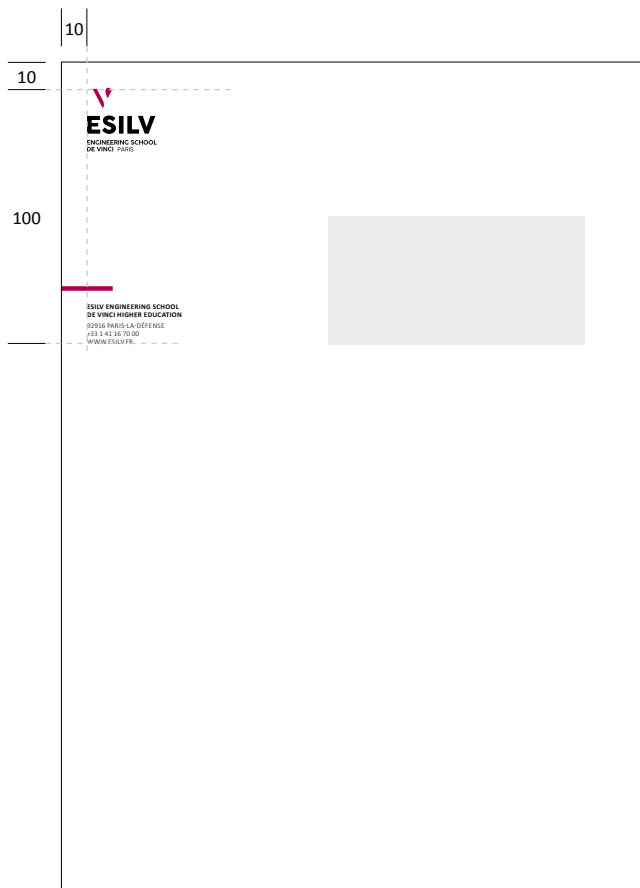 10
10
ESILV
ENGINEERING SCHOOL
DE VINCI PARIS
100
ESILV ENGINEERING SCHOOL
DE VINCI HIGHER EDUCATION
92916 PARIS-LA-DÉFENSE
+33 1 41 16 70 00
WWW.ESILV.FR